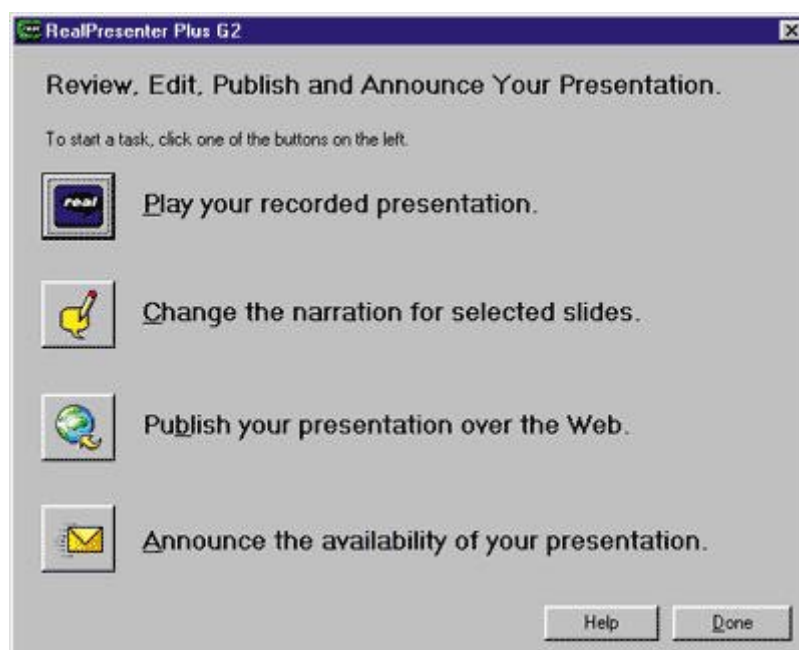 RealPresenter Plus G2
Review, Edit, Publish and Announce Your Presentation.
To start a task, click one of the buttons on the left.
real
Play your recorded presentation.
Change the narration for selected slides.
Publish your presentation over the Web.
Announce the availability of your presentation.
Help Done